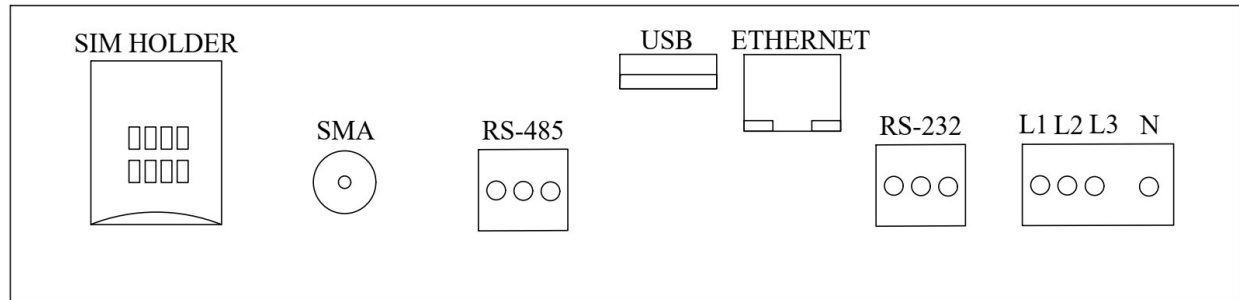 SIM HOLDER
SMA
RS-485
USB
ETHERNET
RS-232
L1 L2 L3 N